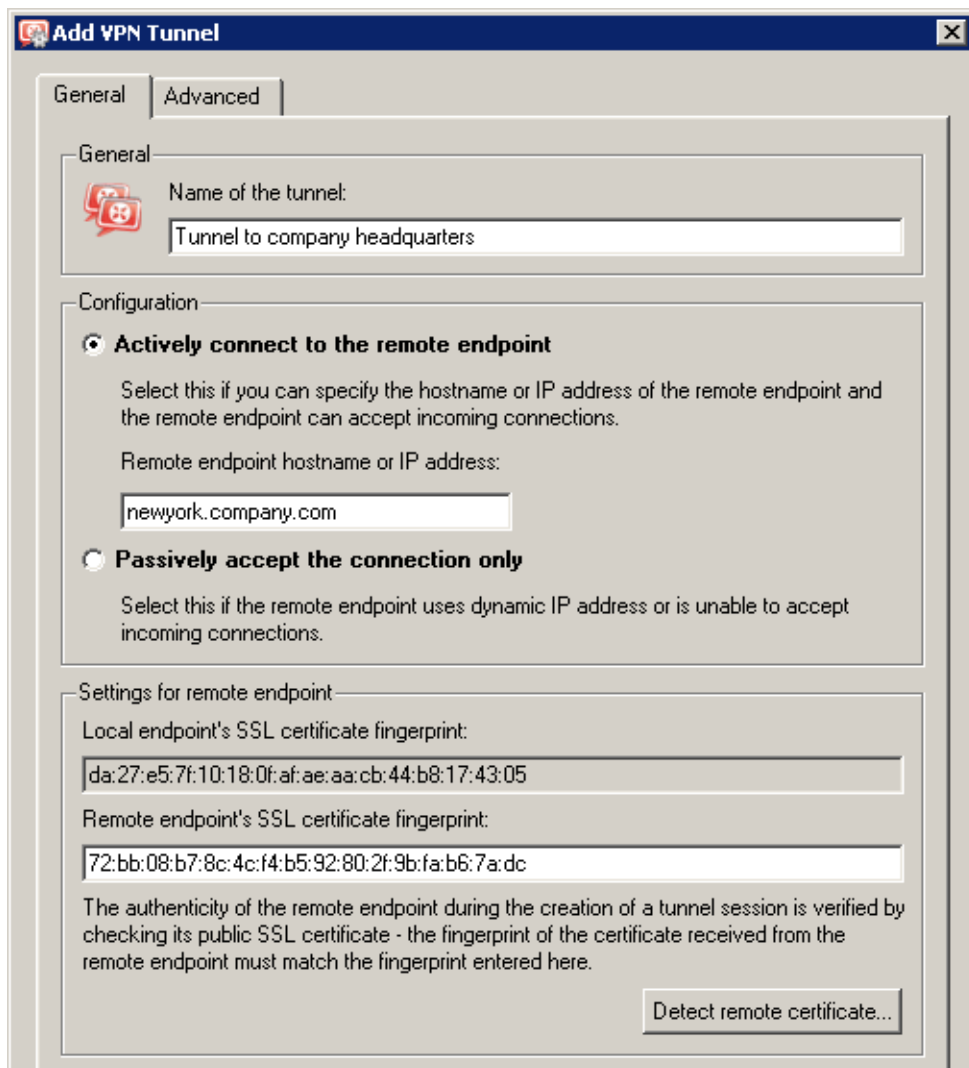 Add VPN Tunnel
General
Advanced
General
Name of the tunnel:
Tunnel to company headquarters
Configuration
Actively connect to the remote endpoint
Select this if you can specify the hostname or IP address of the remote endpoint and
the remote endpoint can accept incoming connections.
Remote endpoint hostname or IP address:
newyork.company.com
Passively accept the connection only
Select this if the remote endpoint uses dynamic IP address or is unable to accept
incoming connections.
Settings for remote endpoint
Local endpoint's SSL certificate fingerprint:
da:27:e5:7f:10:18:0f:af:ae:aa:cb:44:b8:17:43:05
Remote endpoint's SSL certificate fingerprint:
72:bb:08:b7:8c:4c:f4:b5:92:80:2f:9b:fa:b6:7a:dc
The authenticity of the remote endpoint during the creation of a tunnel session is verified by
checking its public SSL certificate - the fingerprint of the certificate received from the
remote endpoint must match the fingerprint entered here.
Detect remote certificate...